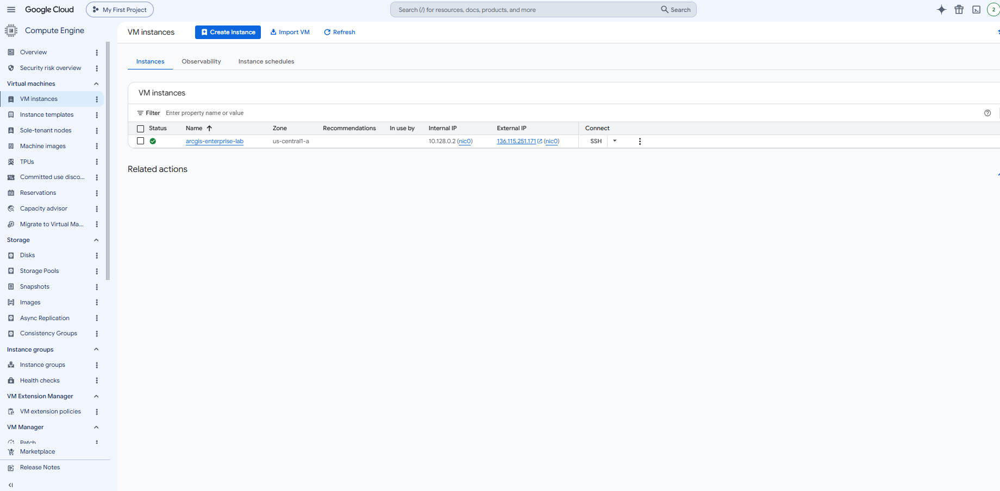 Google Cloud
My First Project
Search (/) for resources, docs, products, and more
Search
2
Compute Engine
Overview
Security risk overview
Virtual machines
VM instances
Instance templates
Sole-tenant nodes
Machine images
TPUs
Committed use disco...
Reservations
Capacity advisor
Migrate to Virtual Ma...
Storage
Disks
Storage Pools
Snapshots
Images
Async Replication
Consistency Groups
Instance groups
Instance groups
Health checks
VM Extension Manager
VM extension policies
VM Manager
Patch
Marketplace
Release Notes
VM instances
Create instance
Import VM
Refresh
Instances Observability Instance schedules
VM instances
Filter Enter property name or value
Status Name Zone Recommendations In use by Internal IP External IP Connect
arcgis-enterprise-lab us-central1-a 10.128.0.2 (nic0) 136.115.251.171 (nic0) SSH
Related actions